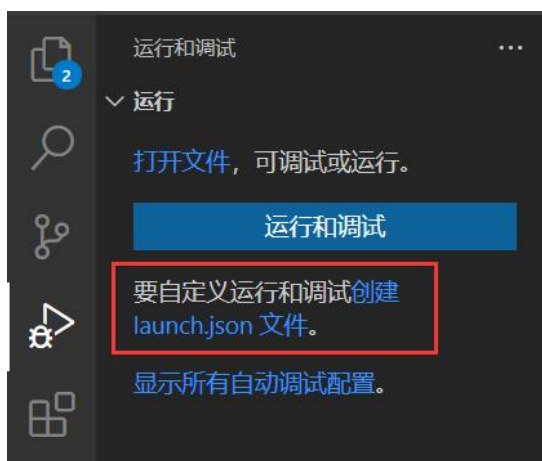 运行和调试
2
运行
打开文件，可调试或运行。
运行和调试
要自定义运行和调试创建
launch.json 文件。
显示所有自动调试配置。